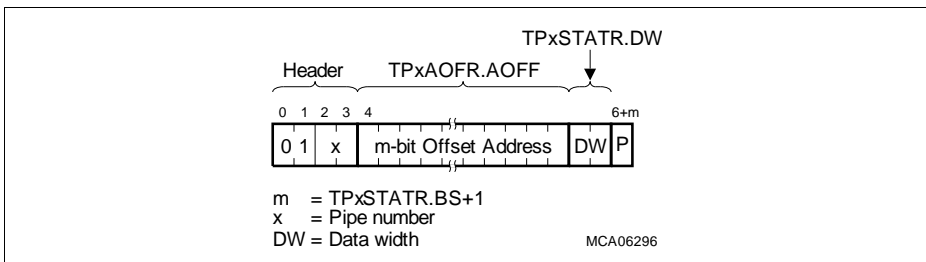 TPxSTATR.DW
Header TPxAOFR.AOFF
0 1 2 3 4 6+m
0 1 x m-bit Offset Address DW P
m = TPxSTATR.BS+1
x = Pipe number
DW = Data width MCA06296